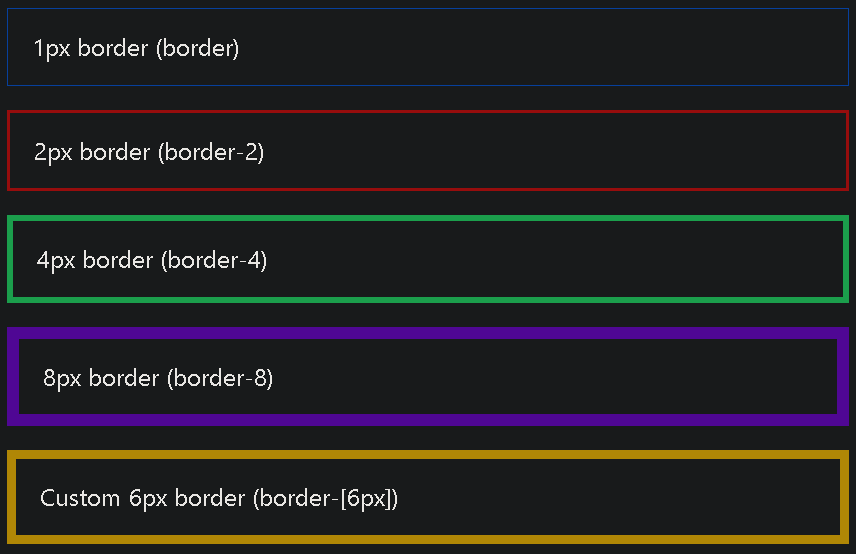 1px border (border)
2px border (border-2)
4px border (border-4)
8px border (border-8)
Custom 6px border (border-[6px])